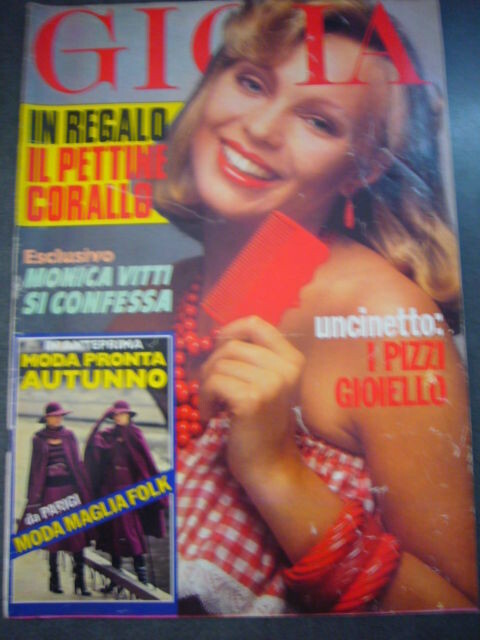 GIOIA
IN REGALO
IL PETTINE
CORALLO
Esclusivo
MONICA VITTI
SI CONFESSA
uncinetto:
I PIZZI
GIOIELLO
IN ANTEPRIMA
MODA PRONTA
AUTUNNO
da PARIGI
MODA MAGLIA FOLK